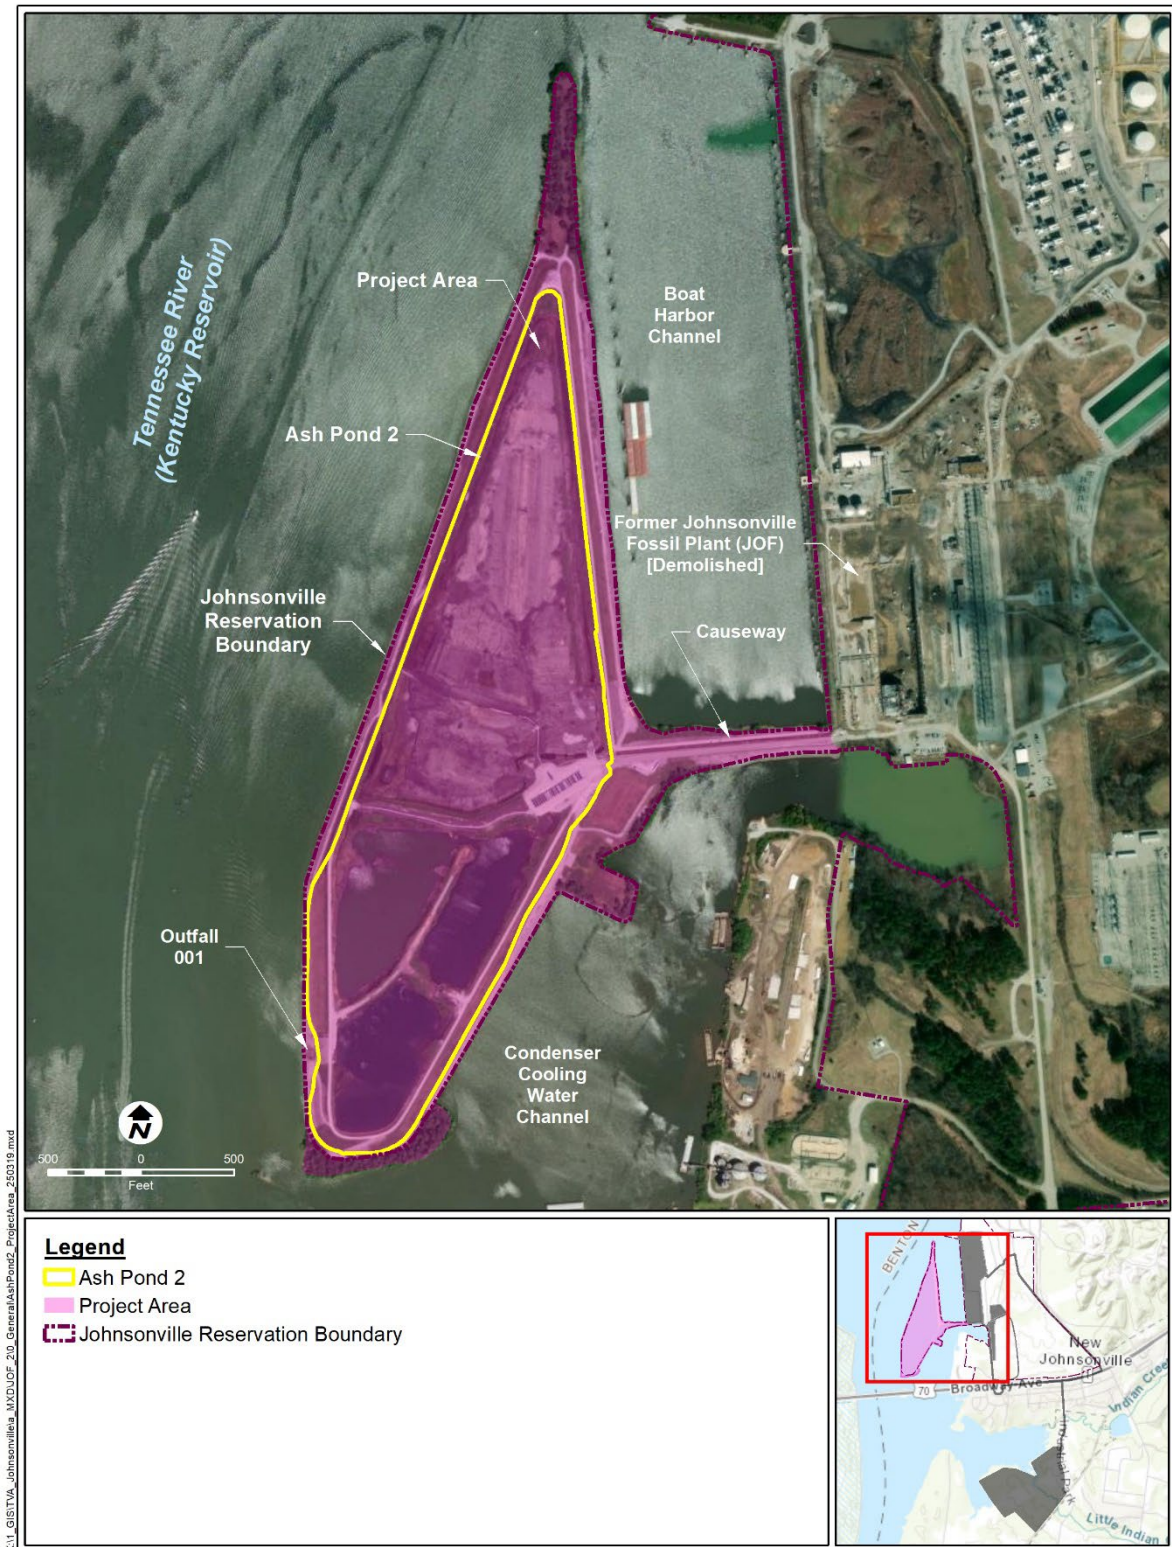 Tennessee River
(Kentucky Reservoir)
Project Area
Boat
Harbor
Channel
Ash Pond 2
Former Johnsonville
Fossil Plant (JOF)
[Demolished]
Johnsonville
Reservation
Boundary
Causeway
Outfall
001
Condenser
Cooling
Water
Channel
N
500 0 500
Feet
Legend
Ash Pond 2
Project Area
Johnsonville Reservation Boundary
BENTON
New
Johnsonville
70
Broadway Ave
Indian Creek
Industrial Park
Little Indian